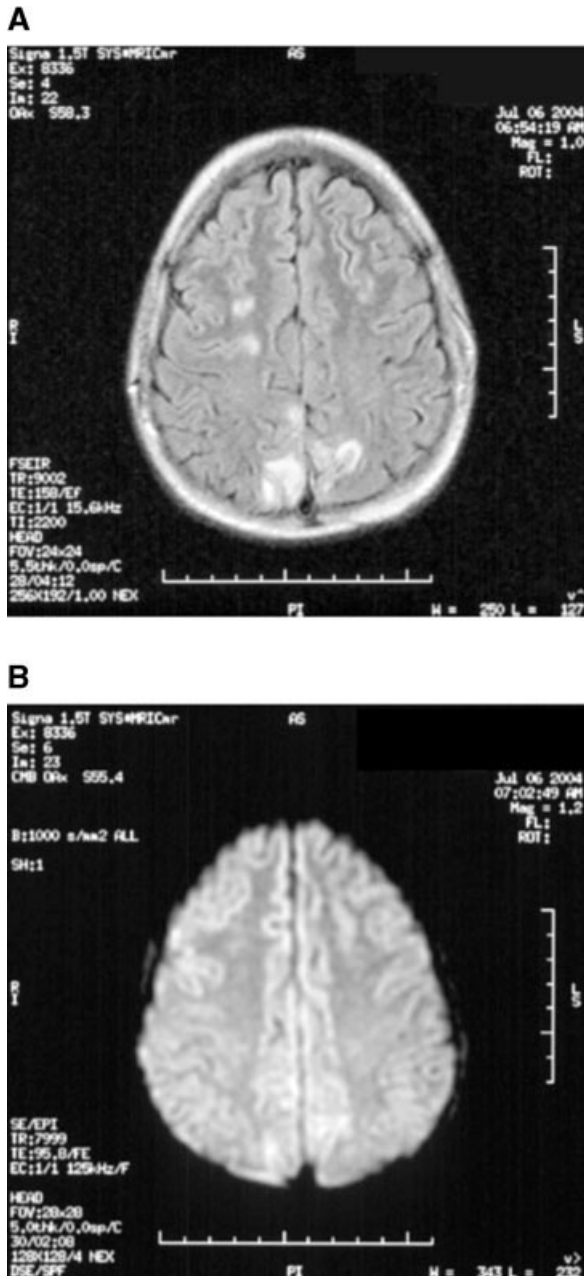 A
Signa 1.5T SYS#MRICmr
Ex: 8336
Se: 4
Im: 22
OAx S58.3
AS
Jul 06 2004
06:54:19 AM
Mag = 1.0
FL:
ROT:
R
I
L
S
FSEIR
TR:9002
TE:158/Ef
EC:1/1 15.6kHz
TI:2200
HEAD
FOV:24x24
5.5thk/0.0sp/C
28/04:12
256X192/1.00 NEX
PI
W = 250 L = 127
B
Signa 1.5T SYS#MRICmr
Ex: 8336
Se: 6
Im: 23
CMB OAx S55.4
AS
Jul 06 2004
07:02:49 AM
Mag = 1.2
FL:
ROT:
B:1000 s/mm2 ALL
SH:1
R
I
L
S
SE/EPI
TR:7999
TE:95.8/FE
EC:1/1 125kHz/F
HEAD
FOV:28x28
5.0thk/0.0sp/C
30/02:08
128X128/4 NEX
DSE/SPF
PI
W = 343 L = 232